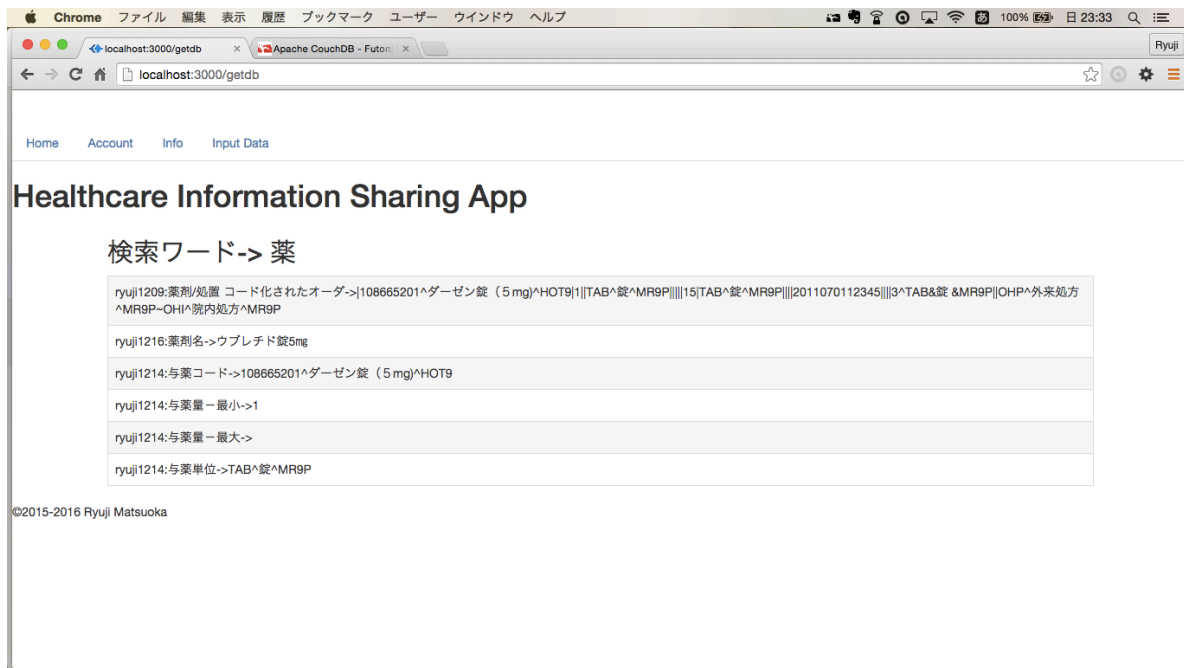 Chrome ファイル 編集 表示 履歴 ブックマーク ユーザー ウインドウ ヘルプ 100% 日 23:33
localhost:3000/getdb × Apache CouchDB - Futon: × Ryuji
localhost:3000/getdb
Home Account Info Input Data
Healthcare Information Sharing App
検索ワード-> 薬
ryuji1209:薬剤/処置 コード化されたオーダ->|108665201^ダーゼン錠（５mg)^HOT9|1||TAB^錠^MR9P|||||15|TAB^錠^MR9P||||2011070112345||||3^TAB&錠 &MR9P||OHP^外来処方
^MR9P~OHI^院内処方^MR9P
ryuji1216:薬剤名->ウブレチド錠5㎎
ryuji1214:与薬コード->108665201^ダーゼン錠（５mg)^HOT9
ryuji1214:与薬量－最小->1
ryuji1214:与薬量－最大->
ryuji1214:与薬単位->TAB^錠^MR9P
©2015-2016 Ryuji Matsuoka